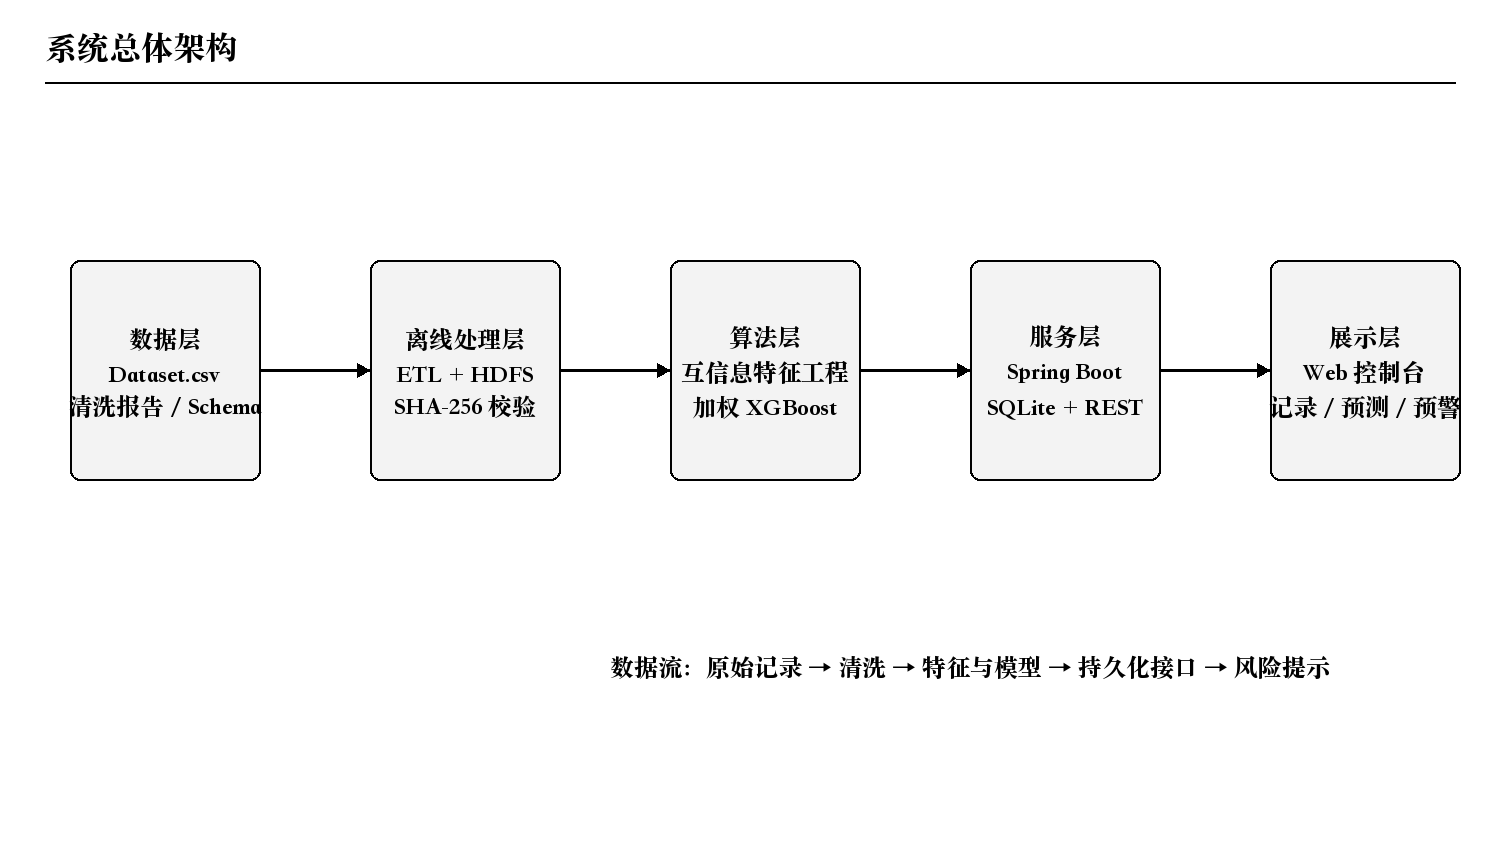 系统总体架构
数据层
Dataset.csv
清洗报告 / Schema
离线处理层
ETL + HDFS
SHA-256 校验
算法层
互信息特征工程
加权 XGBoost
服务层
Spring Boot
SQLite + REST
展示层
Web 控制台
记录 / 预测 / 预警
数据流：原始记录 → 清洗 → 特征与模型 → 持久化接口 → 风险提示